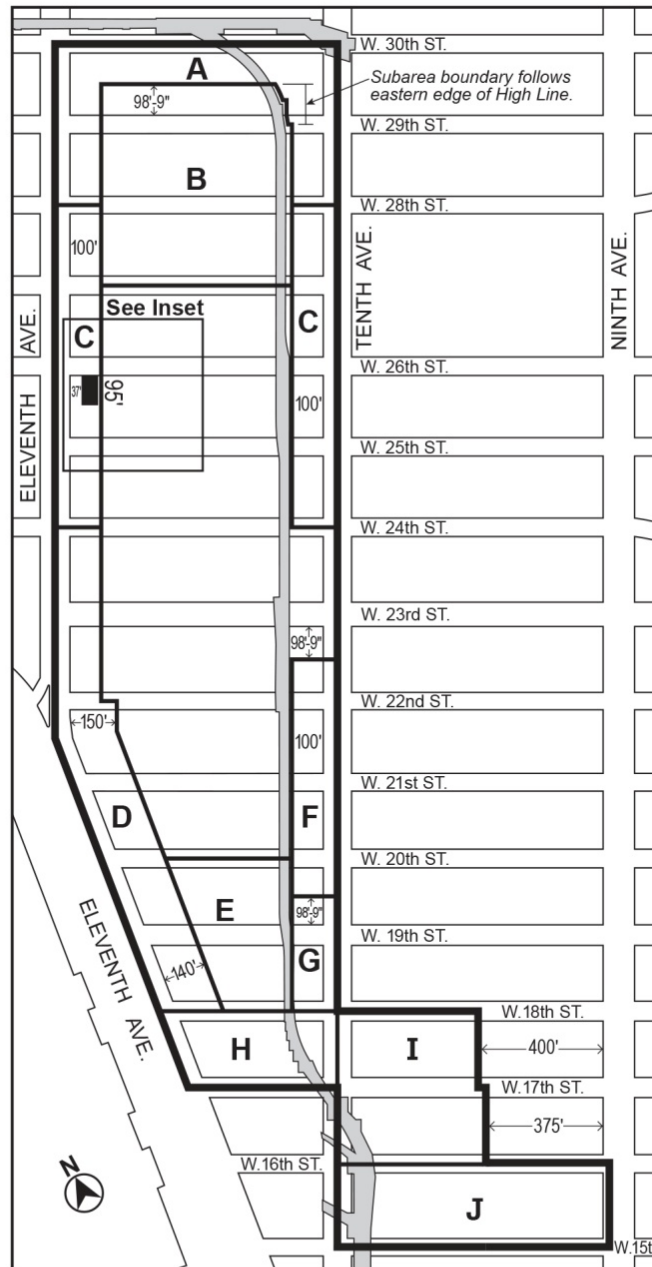 W. 30th ST.
A
Subarea boundary follows
eastern edge of High Line.
98'-9"
W. 29th ST.
B
W. 28th ST.
100'
TENTH AVE.
NINTH AVE.
See Inset
ELEVENTH AVE.
C
C
W. 26th ST.
37'
95'
100'
W. 25th ST.
W. 24th ST.
W. 23rd ST.
98'-9"
W. 22nd ST.
150'
100'
W. 21st ST.
D
F
W. 20th ST.
E
98'-9"
W. 19th ST.
ELEVENTH AVE.
G
140'
W.18th ST.
H
I
400'
W.17th ST.
375'
W.16th ST.
N
J
W.15t